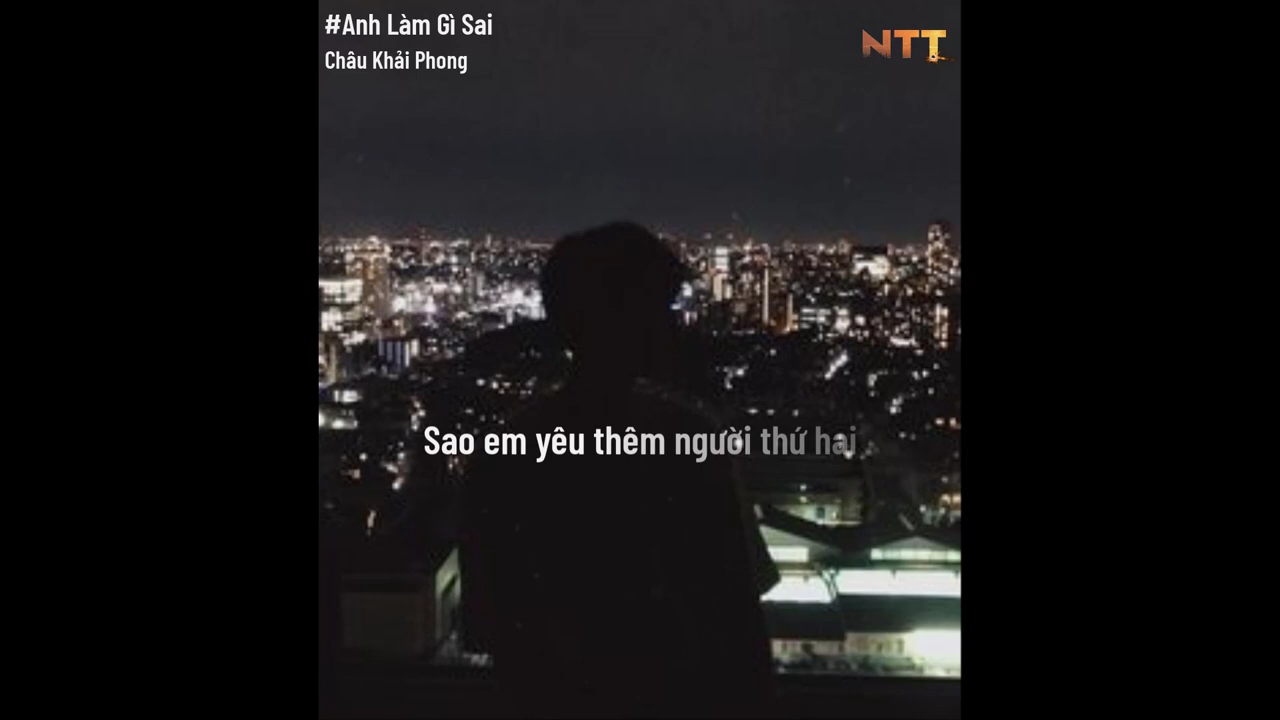 #Anh Làm Gì Sai
Châu Khải Phong
NTT
Sao em yêu thêm người thứ hai